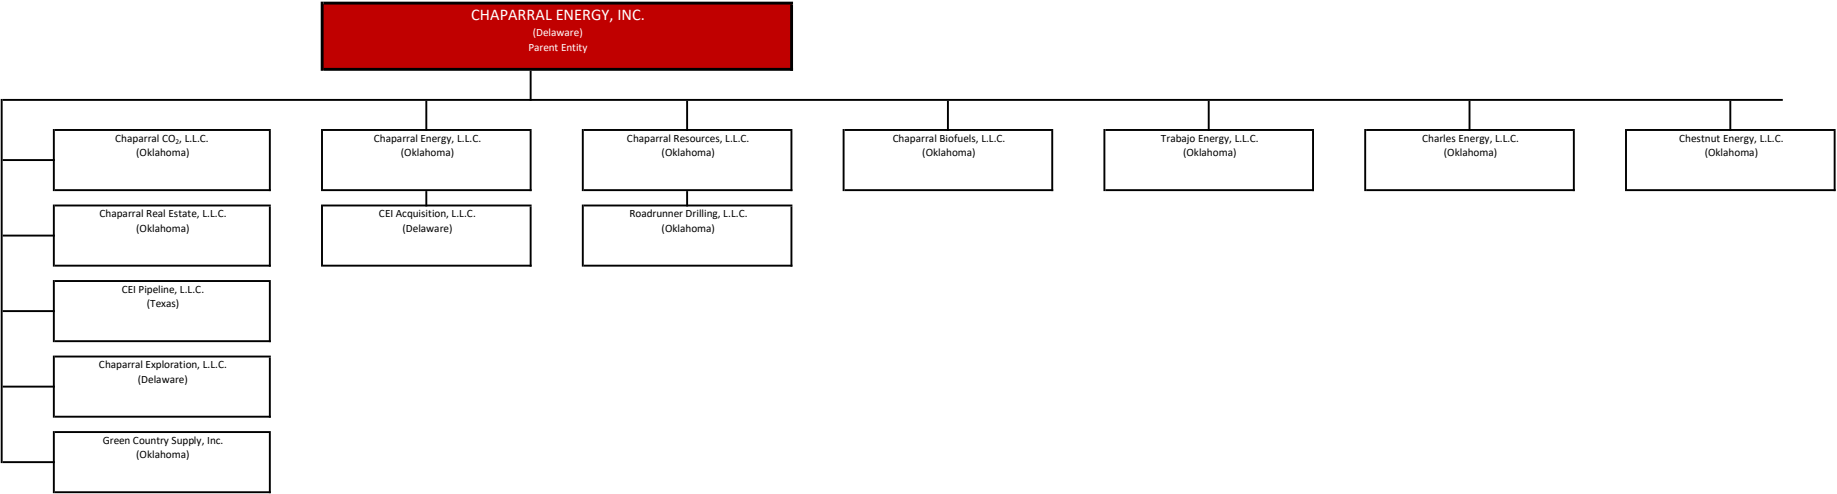 CHAPARRAL ENERGY, INC.
(Delaware)
Parent Entity
Chaparral CO₂, L.L.C.
(Oklahoma)
Chaparral Energy, L.L.C.
(Oklahoma)
Chaparral Resources, L.L.C.
(Oklahoma)
Chaparral Biofuels, L.L.C.
(Oklahoma)
Trabajo Energy, L.L.C.
(Oklahoma)
Charles Energy, L.L.C.
(Oklahoma)
Chestnut Energy, L.L.C.
(Oklahoma)
Chaparral Real Estate, L.L.C.
(Oklahoma)
CEI Acquisition, L.L.C.
(Delaware)
Roadrunner Drilling, L.L.C.
(Oklahoma)
CEI Pipeline, L.L.C.
(Texas)
Chaparral Exploration, L.L.C.
(Delaware)
Green Country Supply, Inc.
(Oklahoma)